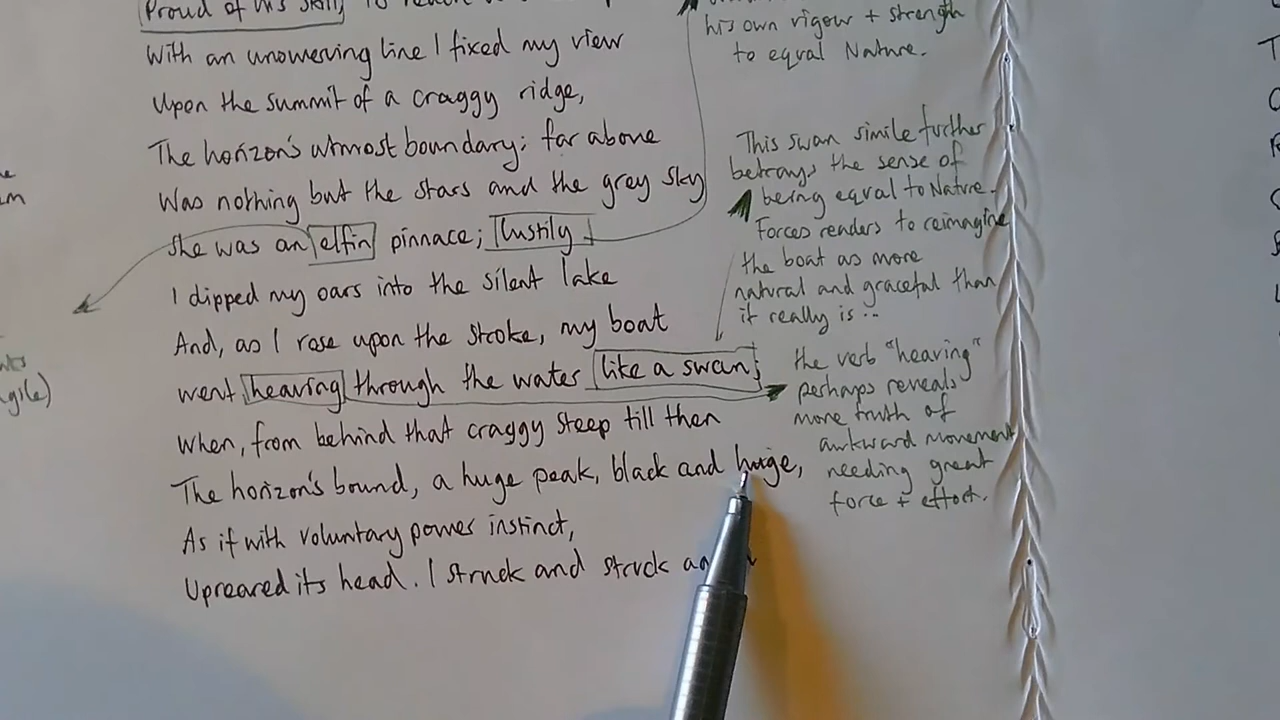 Proud of his skill, to reach
With an unswerving line I fixed my view
Upon the summit of a craggy ridge,
The horizon's utmost boundary; far above
Was nothing but the stars and the grey sky
She was an elfin pinnace; lustily
I dipped my oars into the silent lake
And, as I rose upon the stroke, my boat
went heaving through the water like a swan;
When, from behind that craggy steep till then
The horizon's bound, a huge peak, black and huge,
As if with voluntary power instinct,
Upreared its head. I struck and struck
his own vigour + strength
to equal Nature.
This swan simile further
betrays the sense of
being equal to Nature.
Forces readers to reimagine
the boat as more
natural and graceful than
it really is ..
the verb "heaving"
perhaps reveals
more truth of
awkward movement
needing great
force + effort.